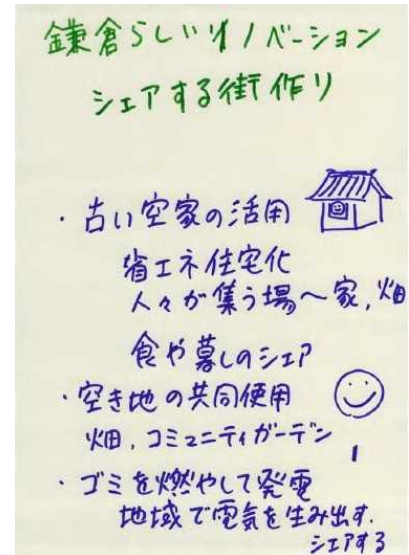 鎌倉らしいイノベーション
シェアする街作り
・古い空家の活用
省エネ住宅化
人々が集う場〜家,畑
食や暮しのシェア
・空き地の共同使用
畑,コミュニティガーデン
・ゴミを燃やして発電
地域で電気を生み出す.
シェアする